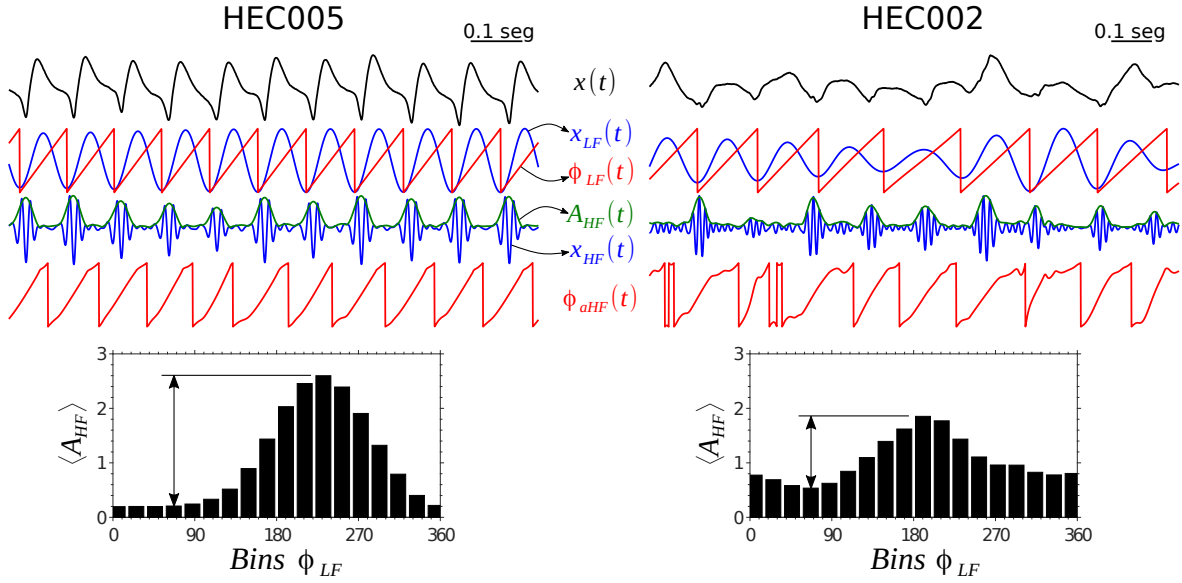 HEC005
HEC002
0.1 seg
0.1 seg
x(t)
x_LF(t)
ϕ_LF(t)
A_HF(t)
x_HF(t)
ϕ_aHF(t)
3
2
1
0
⟨A_HF⟩
0 90 180 270 360
Bins ϕ_LF
3
2
1
0
⟨A_HF⟩
0 90 180 270 360
Bins ϕ_LF